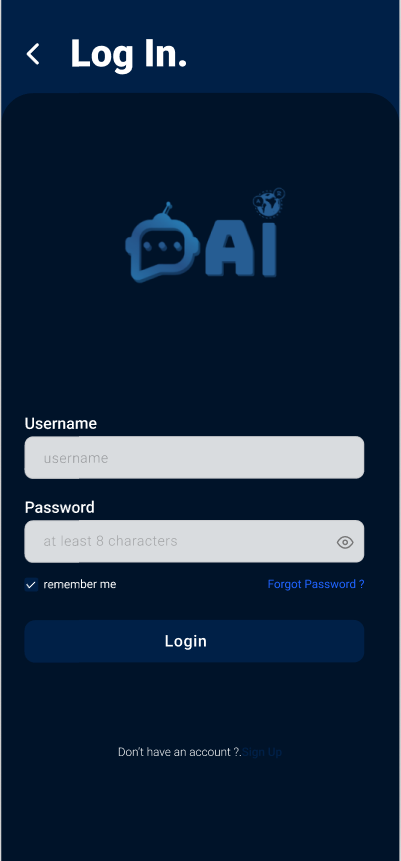 Log In.
AI
Username
username
Password
at least 8 characters
remember me
Forgot Password ?
Login
Don't have an account ?.Sign Up